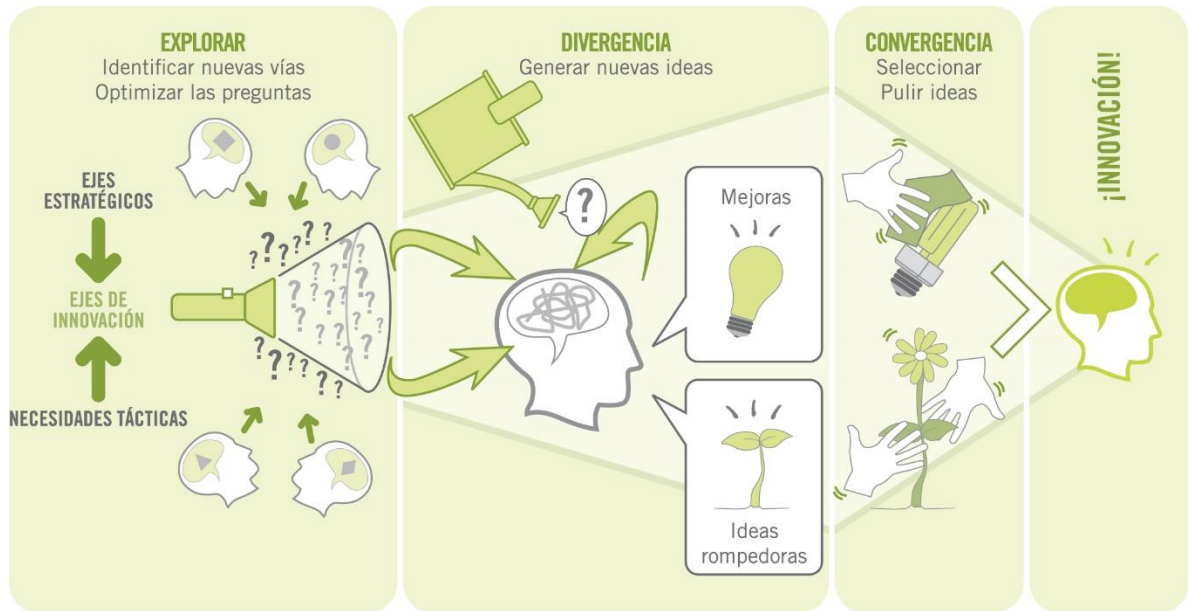 EXPLORAR
Identificar nuevas vías
Optimizar las preguntas
EJES
ESTRATÉGICOS
EJES DE
INNOVACIÓN
NECESIDADES TÁCTICAS
DIVERGENCIA
Generar nuevas ideas
?
Mejoras
Ideas
rompedoras
CONVERGENCIA
Seleccionar
Pulir ideas
¡INNOVACIÓN!